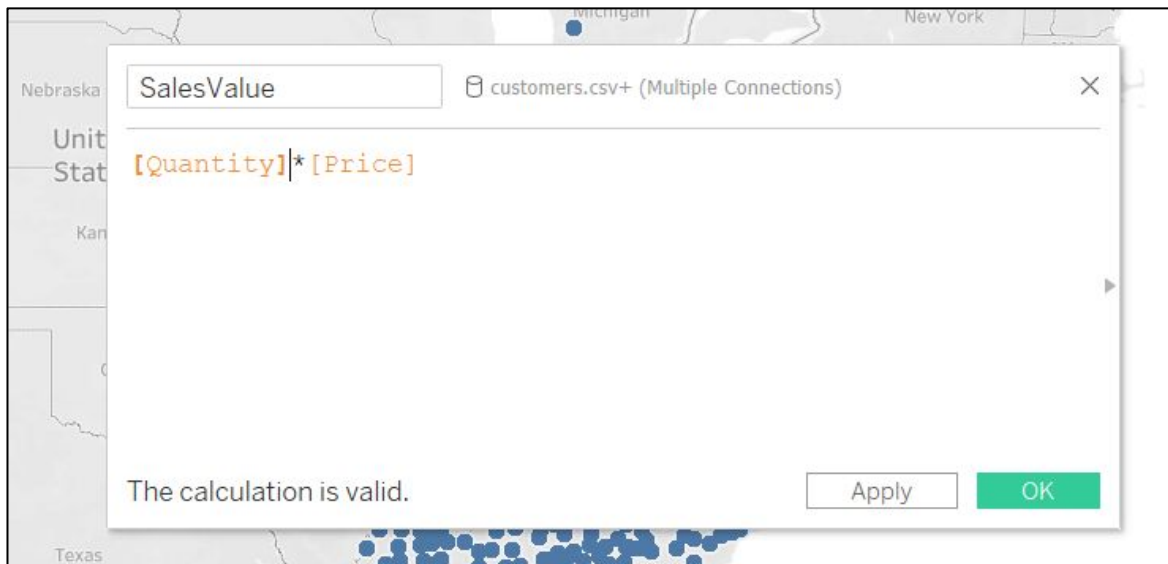 Michigan
New York
Nebraska
SalesValue
customers.csv+ (Multiple Connections)
Unit
Stat
[Quantity]*[Price]
Kan
The calculation is valid.
Apply
OK
Texas